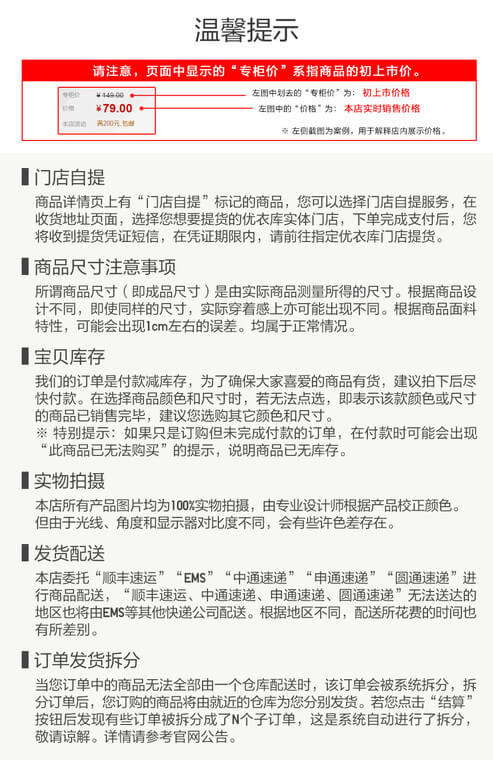 温馨提示
请注意，页面中显示的“专柜价”系指商品的初上市价。
专柜价 ¥149.00
左图中划去的“专柜价”为： 初上市价格
价格 ¥79.00
左图中的“价格”为： 本店实时销售价格
本店活动 满200元,包邮
※ 左侧截图为案例，用于解释店内展示价格。
门店自提
商品详情页上有“门店自提”标记的商品，您可以选择门店自提服务，在
收货地址页面，选择您想要提货的优衣库实体门店，下单完成支付后，您
将收到提货凭证短信，在凭证期限内，请前往指定优衣库门店提货。
商品尺寸注意事项
所谓商品尺寸（即成品尺寸）是由实际商品测量所得的尺寸。根据商品设
计不同，即使同样的尺寸，实际穿着感上亦可能出现不同。根据商品面料
特性，可能会出现1cm左右的误差。均属于正常情况。
宝贝库存
我们的订单是付款减库存，为了确保大家喜爱的商品有货，建议拍下后尽
快付款。在选择商品颜色和尺寸时，若无法点选，即表示该款颜色或尺寸
的商品已销售完毕，建议您选购其它颜色和尺寸。
※ 特别提示：如果只是订购但未完成付款的订单，在付款时可能会出现
“此商品已无法购买”的提示，说明商品已无库存。
实物拍摄
本店所有产品图片均为100%实物拍摄，由专业设计师根据产品校正颜色。
但由于光线、角度和显示器对比度不同，会有些许色差存在。
发货配送
本店委托“顺丰速运”“EMS”“中通速递”“申通速递”“圆通速递”进
行商品配送，“顺丰速运、中通速递、申通速递、圆通速递”无法送达的
地区也将由EMS等其他快递公司配送。根据地区不同，配送所花费的时间也
有所差别。
订单发货拆分
当您订单中的商品无法全部由一个仓库配送时，该订单会被系统拆分，拆
分订单后，您订购的商品将由就近的仓库为您分别发货。若您点击“结算”
按钮后发现有些订单被拆分成了N个子订单，这是系统自动进行了拆分，
敬请谅解。详情请参考官网公告。